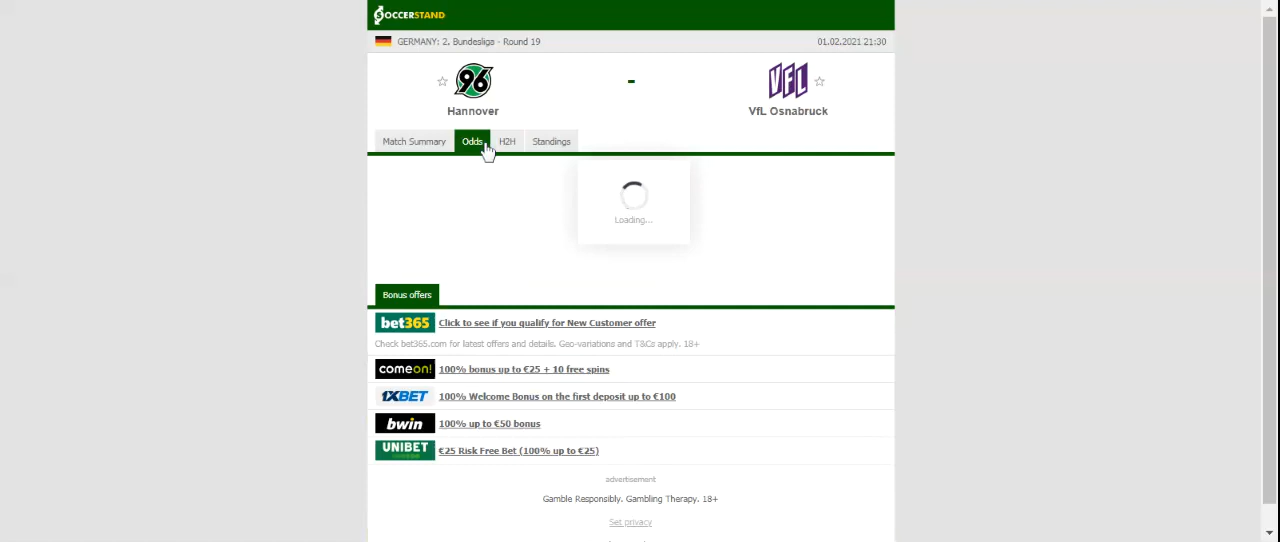 SOCCERSTAND
GERMANY: 2. Bundesliga - Round 19 01.02.2021 21:30
96 - VFL
Hannover VfL Osnabruck
Match Summary Odds H2H Standings
Loading...
Bonus offers
bet365 Click to see if you qualify for New Customer offer
Check bet365.com for latest offers and details. Geo-variations and T&Cs apply. 18+
comeon! 100% bonus up to €25 + 10 free spins
1XBET 100% Welcome Bonus on the first deposit up to €100
bwin 100% up to €50 bonus
UNIBET €25 Risk Free Bet (100% up to €25)
advertisement
Gamble Responsibly. Gambling Therapy. 18+
Set privacy